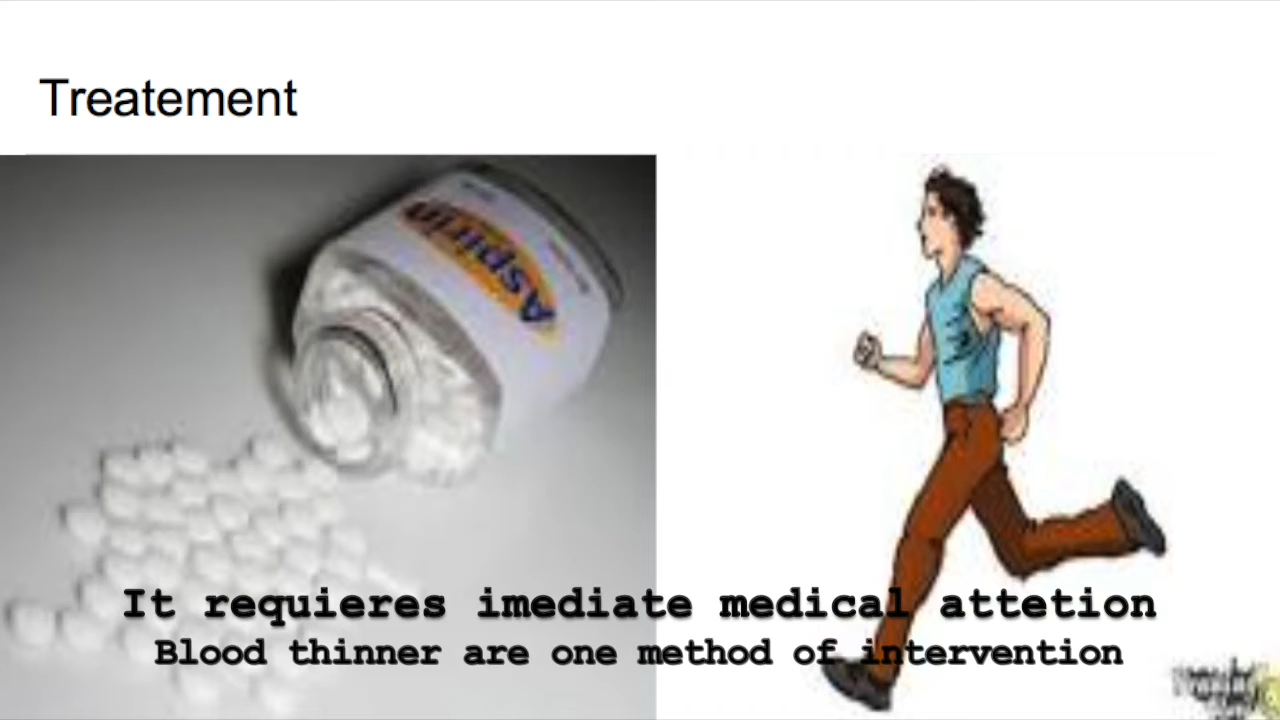 Treatement
Aspirin
It requieres imediate medical attetion
Blood thinner are one method of intervention